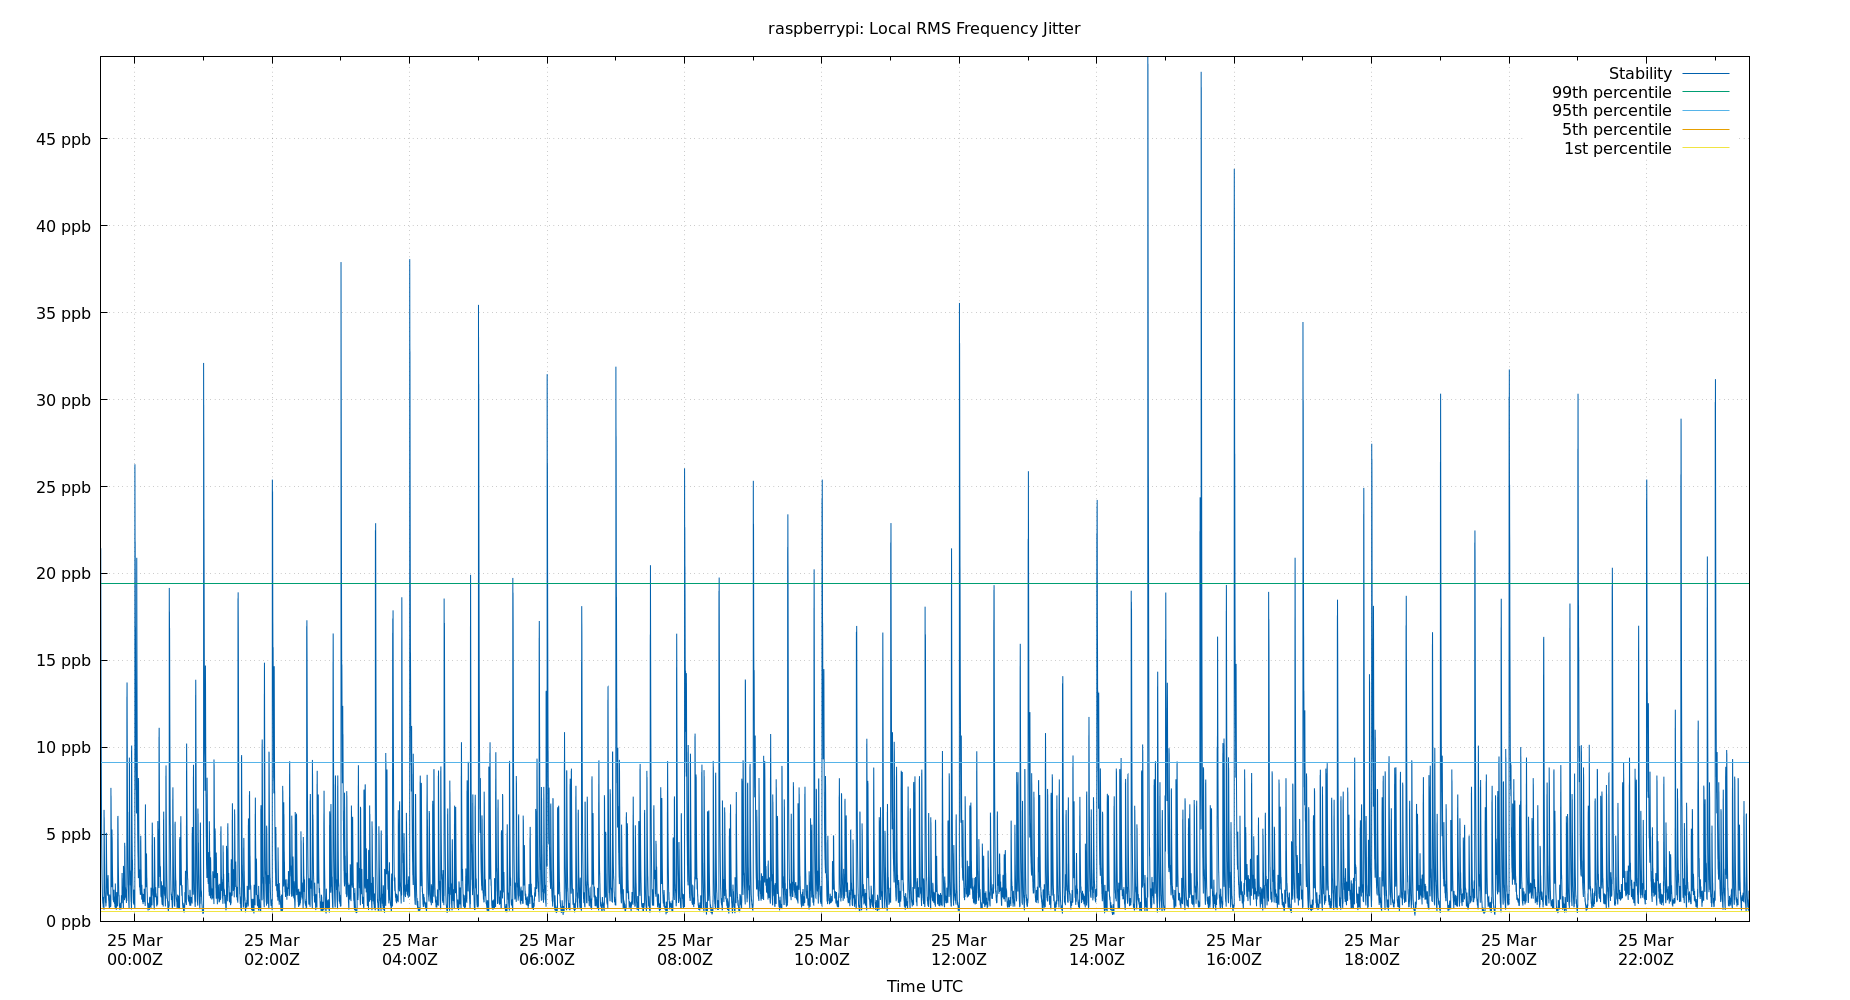 raspberrypi: Local RMS Frequency Jitter
Stability
99th percentile
95th percentile
5th percentile
1st percentile
45 ppb
40 ppb
35 ppb
30 ppb
25 ppb
20 ppb
15 ppb
10 ppb
5 ppb
0 ppb
25 Mar 25 Mar 25 Mar 25 Mar 25 Mar 25 Mar 25 Mar 25 Mar 25 Mar 25 Mar 25 Mar 25 Mar
00:00Z 02:00Z 04:00Z 06:00Z 08:00Z 10:00Z 12:00Z 14:00Z 16:00Z 18:00Z 20:00Z 22:00Z
Time UTC